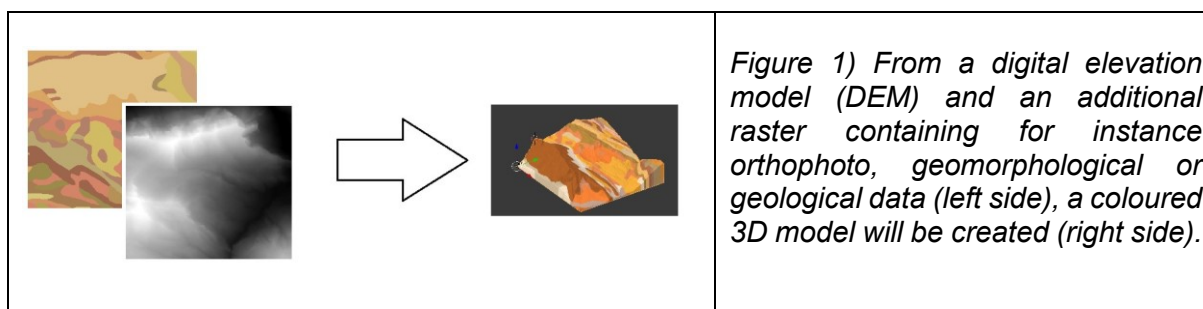 Figure 1) From a digital elevation
model (DEM) and an additional
raster containing for instance
orthophoto, geomorphological or
geological data (left side), a coloured
3D model will be created (right side).